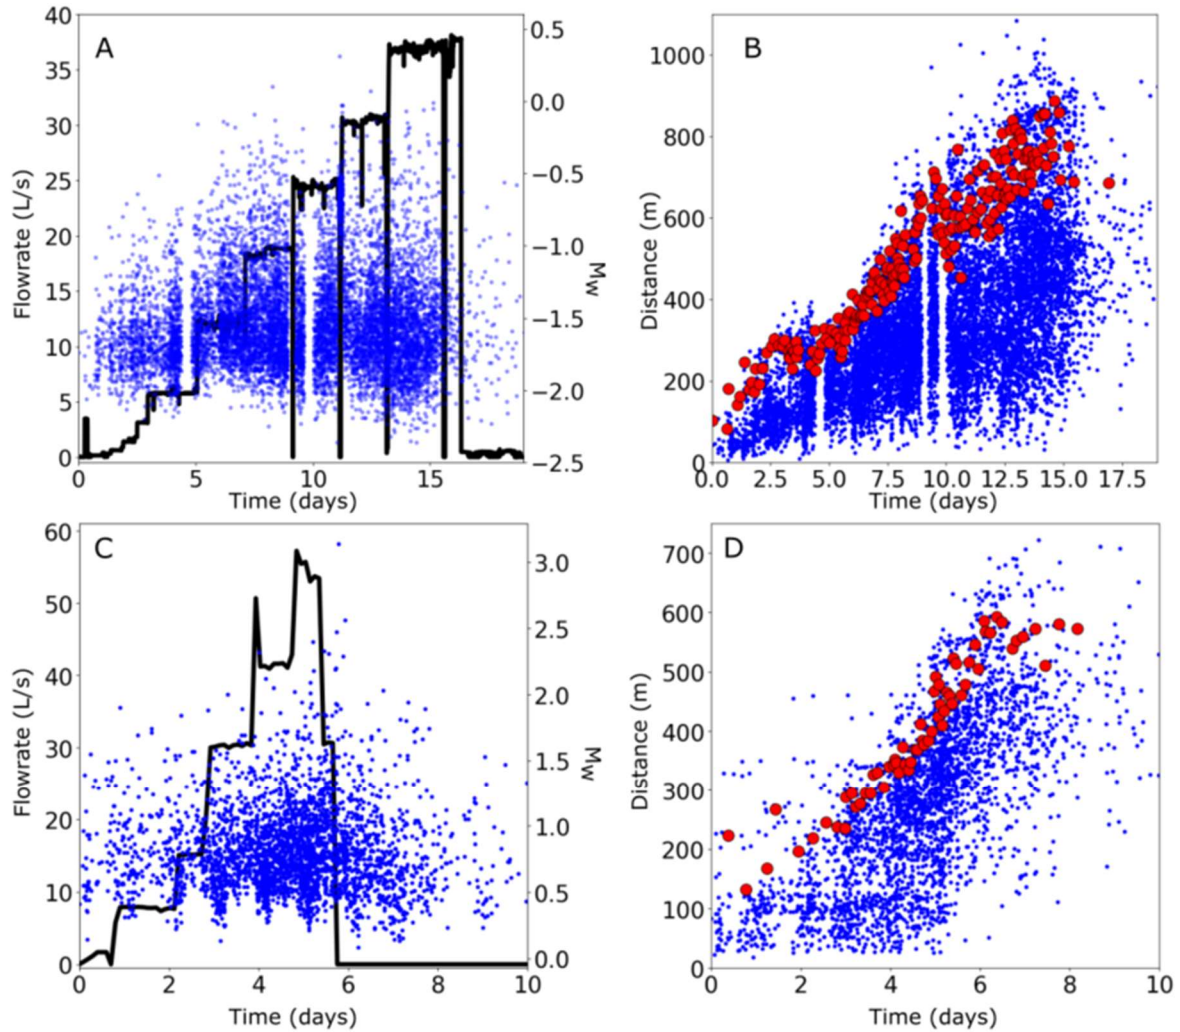 A
Flowrate (L/s)
40
35
30
25
20
15
10
5
0
0.5
0.0
−0.5
−1.0
−1.5
−2.0
−2.5
Mw
0 5 10 15
Time (days)
B
Distance (m)
1000
800
600
400
200
0
0.0 2.5 5.0 7.5 10.0 12.5 15.0 17.5
Time (days)
C
Flowrate (L/s)
60
50
40
30
20
10
0
3.0
2.5
2.0
1.5
1.0
0.5
0.0
Mw
0 2 4 6 8 10
Time (days)
D
Distance (m)
700
600
500
400
300
200
100
0
0 2 4 6 8 10
Time (days)